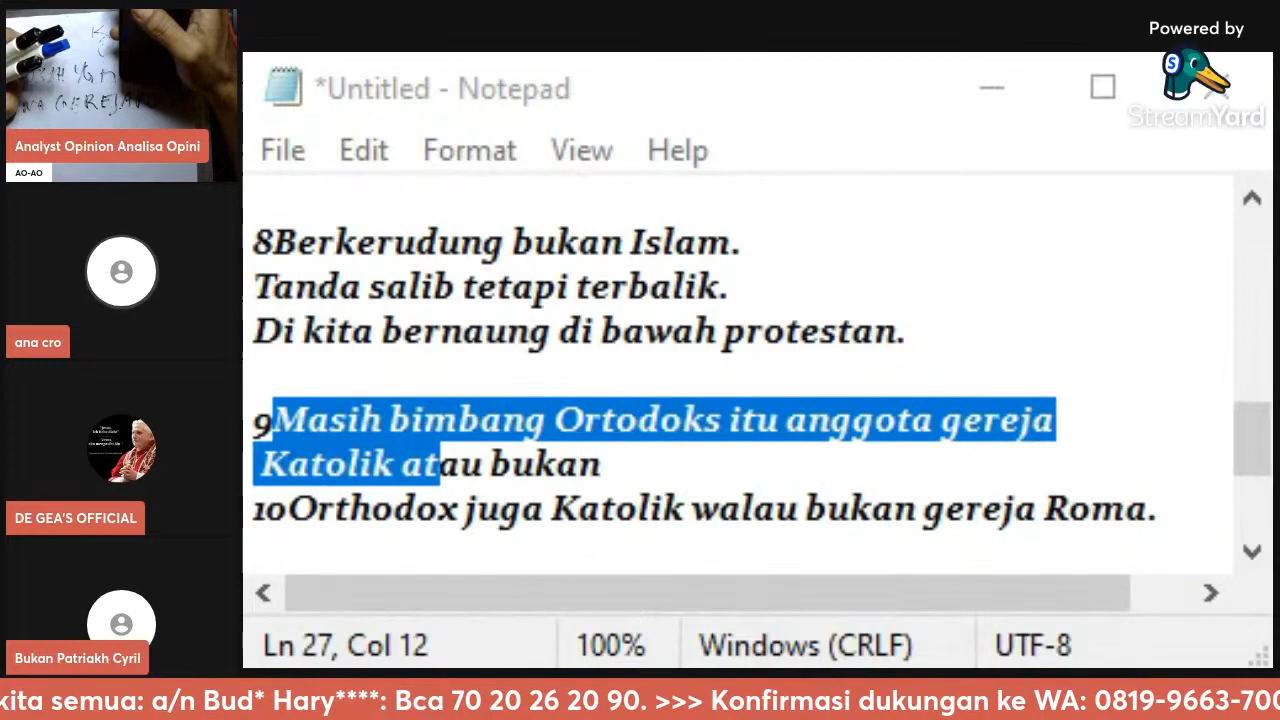 Powered by
StreamYard
Analyst Opinion Analisa Opini
AO-AO
ana cro
DE GEA'S OFFICIAL
Bukan Patriakh Cyril
*Untitled - Notepad
File Edit Format View Help
8Berkerudung bukan Islam.
Tanda salib tetapi terbalik.
Di kita bernaung di bawah protestan.
9Masih bimbang Ortodoks itu anggota gereja
Katolik atau bukan
10Orthodox juga Katolik walau bukan gereja Roma.
Ln 27, Col 12 100% Windows (CRLF) UTF-8
kita semua: a/n Bud* Hary****: Bca 70 20 26 20 90. >>> Konfirmasi dukungan ke WA: 0819-9663-700